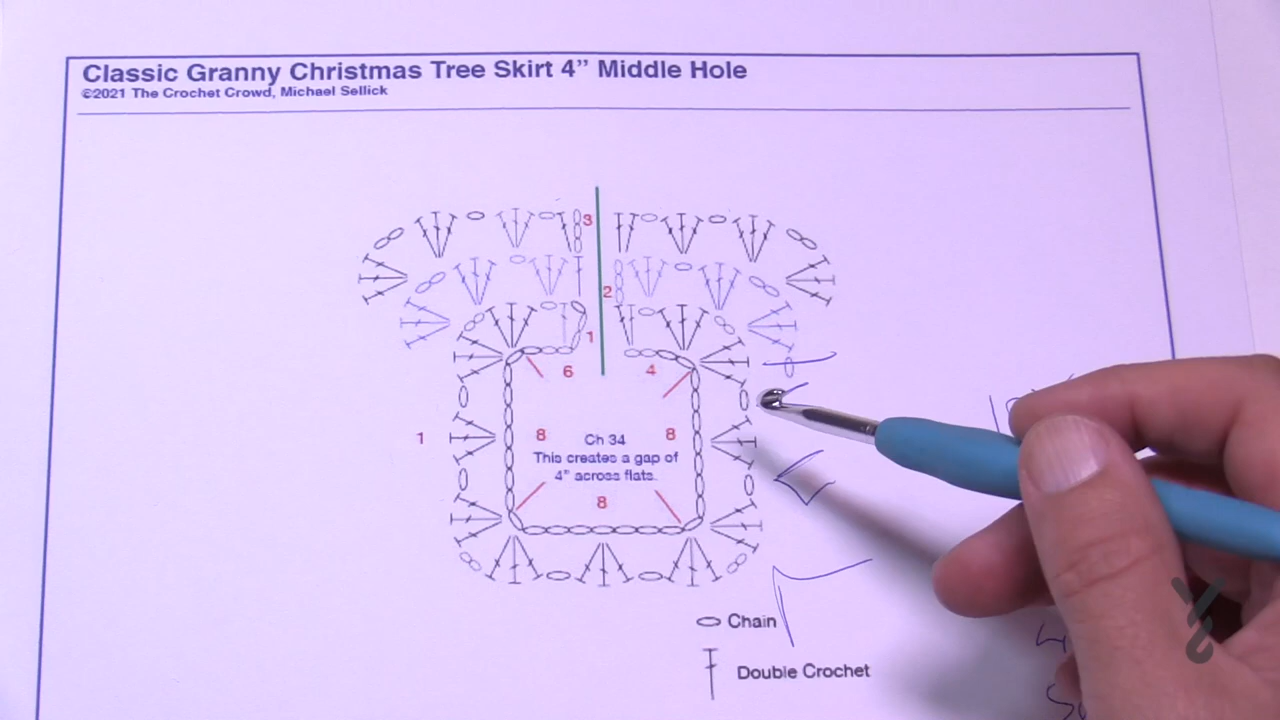 Classic Granny Christmas Tree Skirt 4” Middle Hole
©2021 The Crochet Crowd, Michael Sellick
3
2
1
6
4
1
8
8
Ch 34
This creates a gap of
4” across flats.
8
Chain
Double Crochet